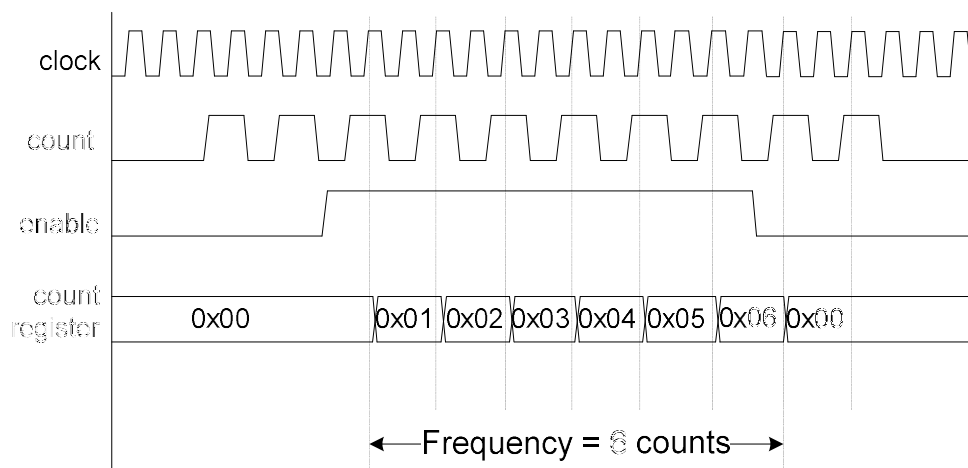 clock
count
enable
count
register
0x00 0x01 0x02 0x03 0x04 0x05 0x06 0x00
Frequency = 6 counts